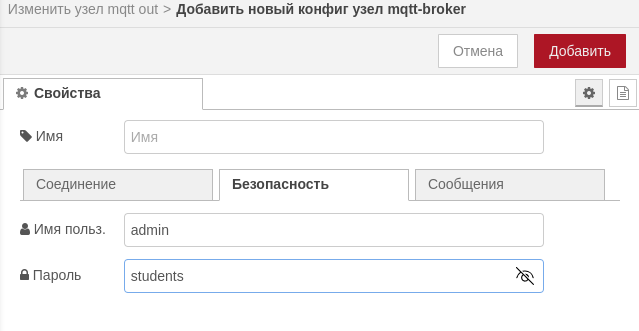 Изменить узел mqtt out > Добавить новый конфиг узел mqtt-broker
Отмена
Добавить
Свойства
Имя
Имя
Соединение
Безопасность
Сообщения
Имя польз.
admin
Пароль
students